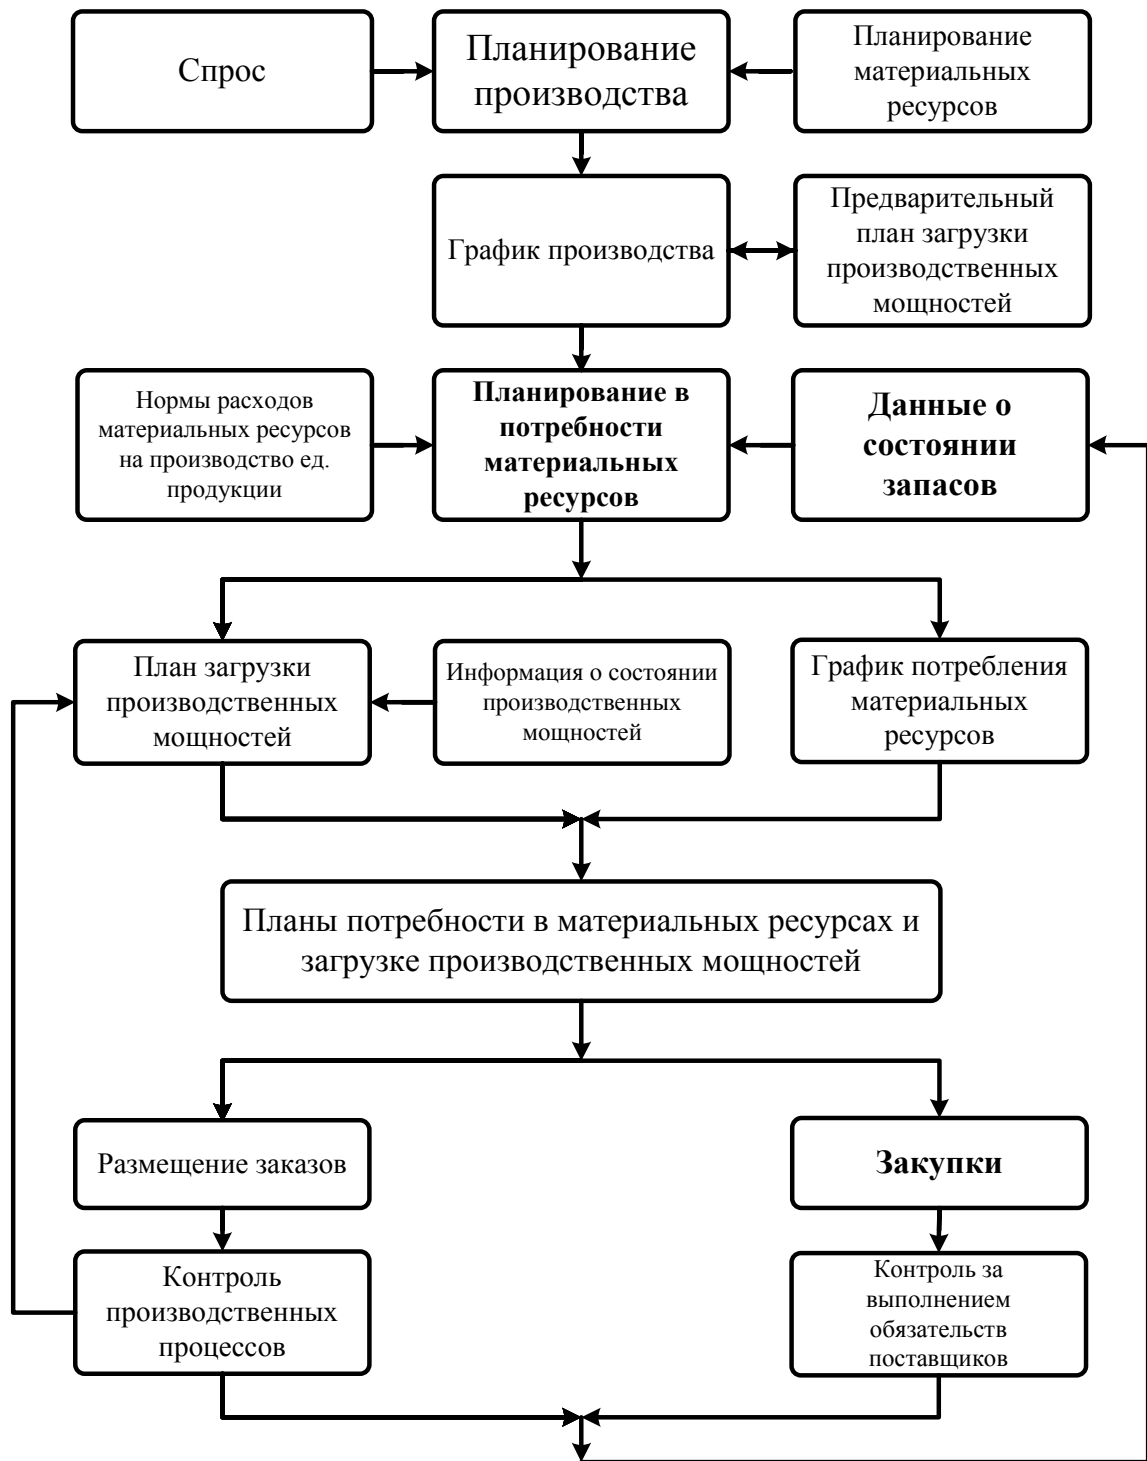 Спрос
Планирование
производства
Планирование
материальных
ресурсов
График производства
Предварительный
план загрузки
производственных
мощностей
Нормы расходов
материальных ресурсов
на производство ед.
продукции
Планирование в
потребности
материальных
ресурсов
Данные о
состоянии
запасов
План загрузки
производственных
мощностей
Информация о состоянии
производственных
мощностей
График потребления
материальных
ресурсов
Планы потребности в материальных ресурсах и
загрузке производственных мощностей
Размещение заказов
Закупки
Контроль
производственных
процессов
Контроль за
выполнением
обязательств
поставщиков